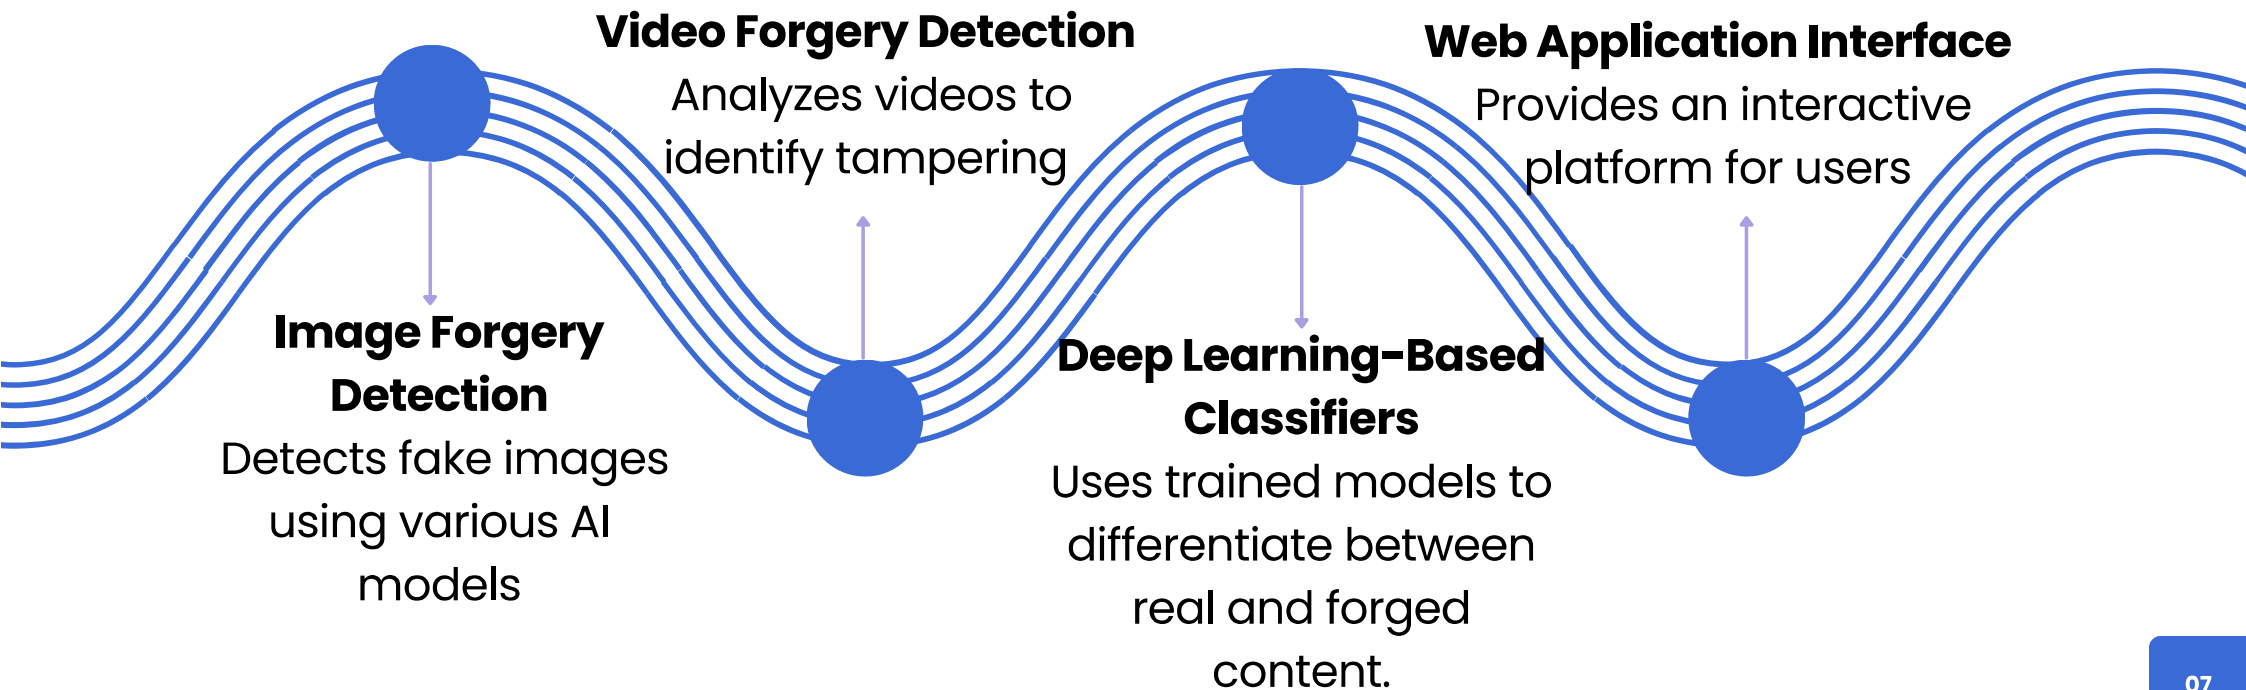 Image Forgery
Detection
Detects fake images
using various AI
models
Video Forgery Detection
Analyzes videos to
identify tampering
Deep Learning-Based
Classifiers
Uses trained models to
differentiate between
real and forged
content.
Web Application Interface
Provides an interactive
platform for users
07